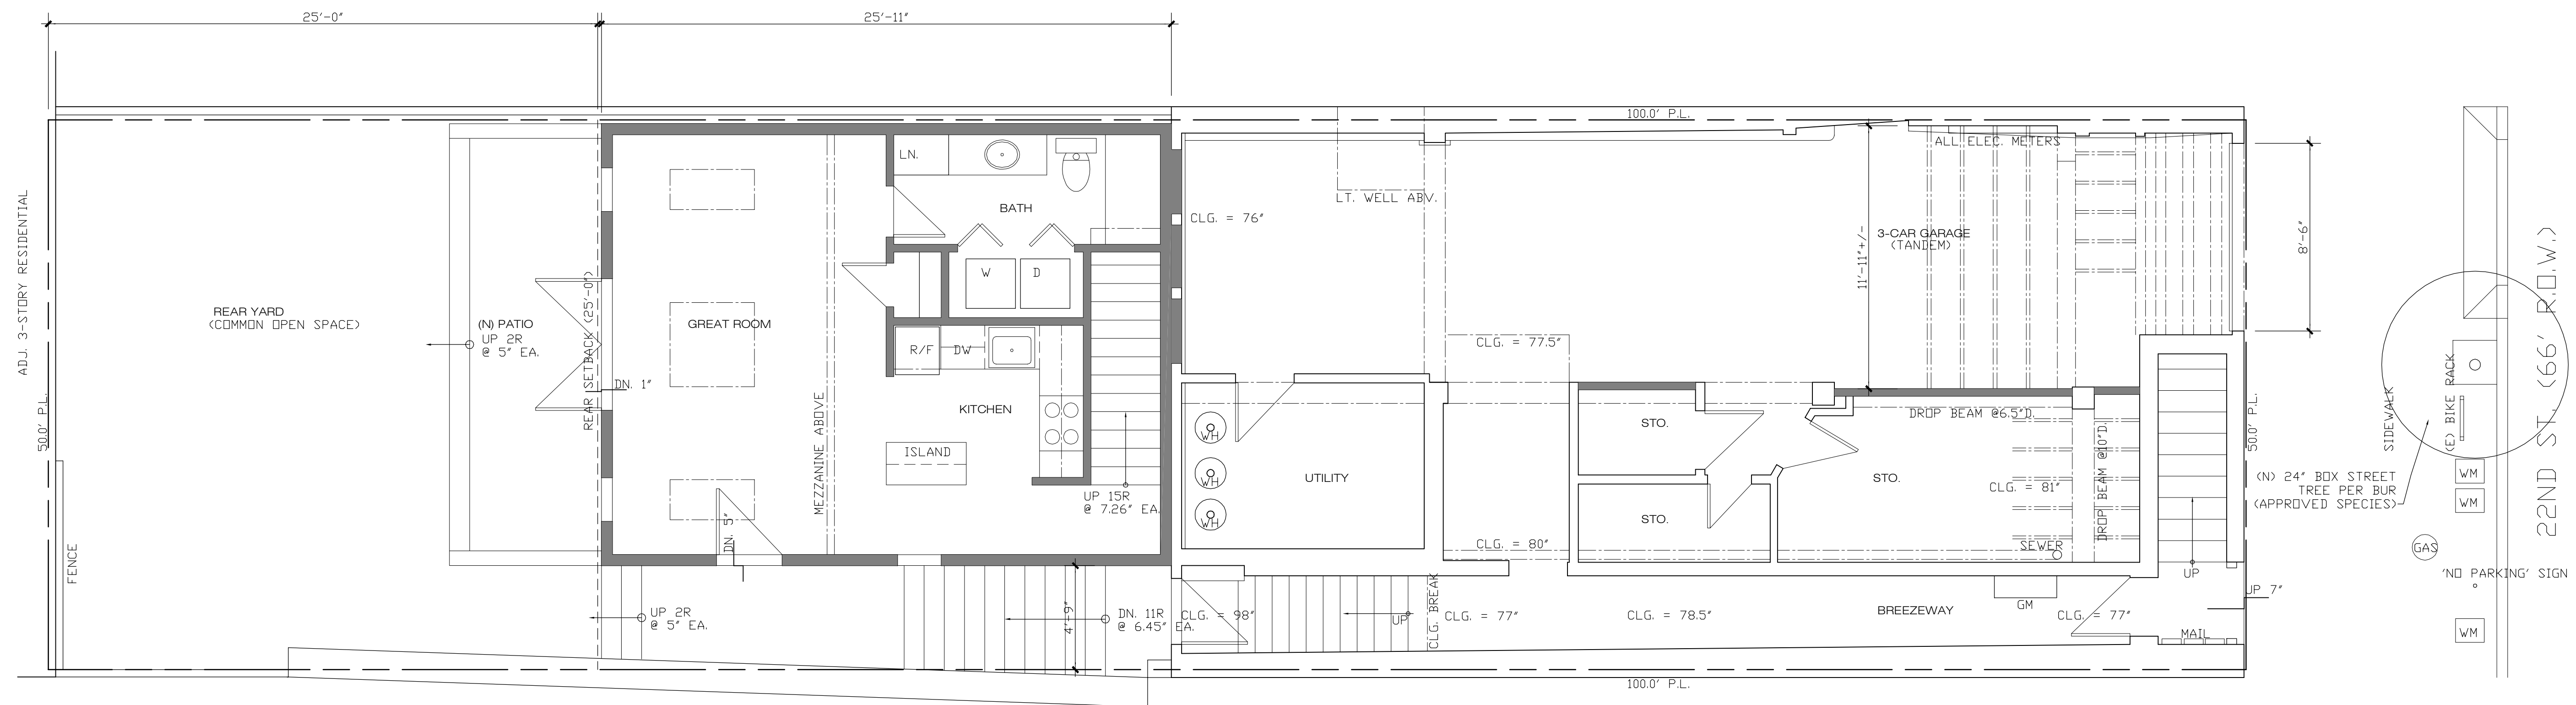 25'-0"
25'-11"
100.0' P.L.
ADJ. 3-STORY RESIDENTIAL
50.0' P.L.
FENCE
REAR YARD
(COMMON OPEN SPACE)
(N) PATIO
UP 2R
@ 5" EA.
REAR SETBACK (25'-0")
DN. 1"
GREAT ROOM
MEZZANINE ABOVE
DN. 5"
LN.
BATH
W
D
R/F
DW
KITCHEN
ISLAND
UP 15R
@ 7.26" EA.
UP 2R
@ 5" EA.
4'-9"
DN. 11R
@ 6.45" EA.
CLG. = 98"
CLG. = 76"
LT. WELL ABV.
CLG. = 77.5"
WH
WH
WH
UTILITY
CLG. = 80"
UP
CLG. BREAK
CLG. = 77"
CLG. = 78.5"
STO.
STO.
STO.
11'-11"+/-
3-CAR GARAGE
(TANDEM)
ALL ELEC. METERS
DROP BEAM @6.5"D.
CLG. = 81"
DROP BEAM @10"D.
SEWER
GM
BREEZEWAY
CLG. = 77"
MAIL
UP
UP 7"
50.0' P.L.
8'-6"
100.0' P.L.
SIDEWALK
(E) BIKE RACK
(N) 24" BOX STREET
TREE PER BUR
(APPROVED SPECIES)
WM
WM
GAS
'NO PARKING' SIGN
WM
22ND ST. (66' R.O.W.)